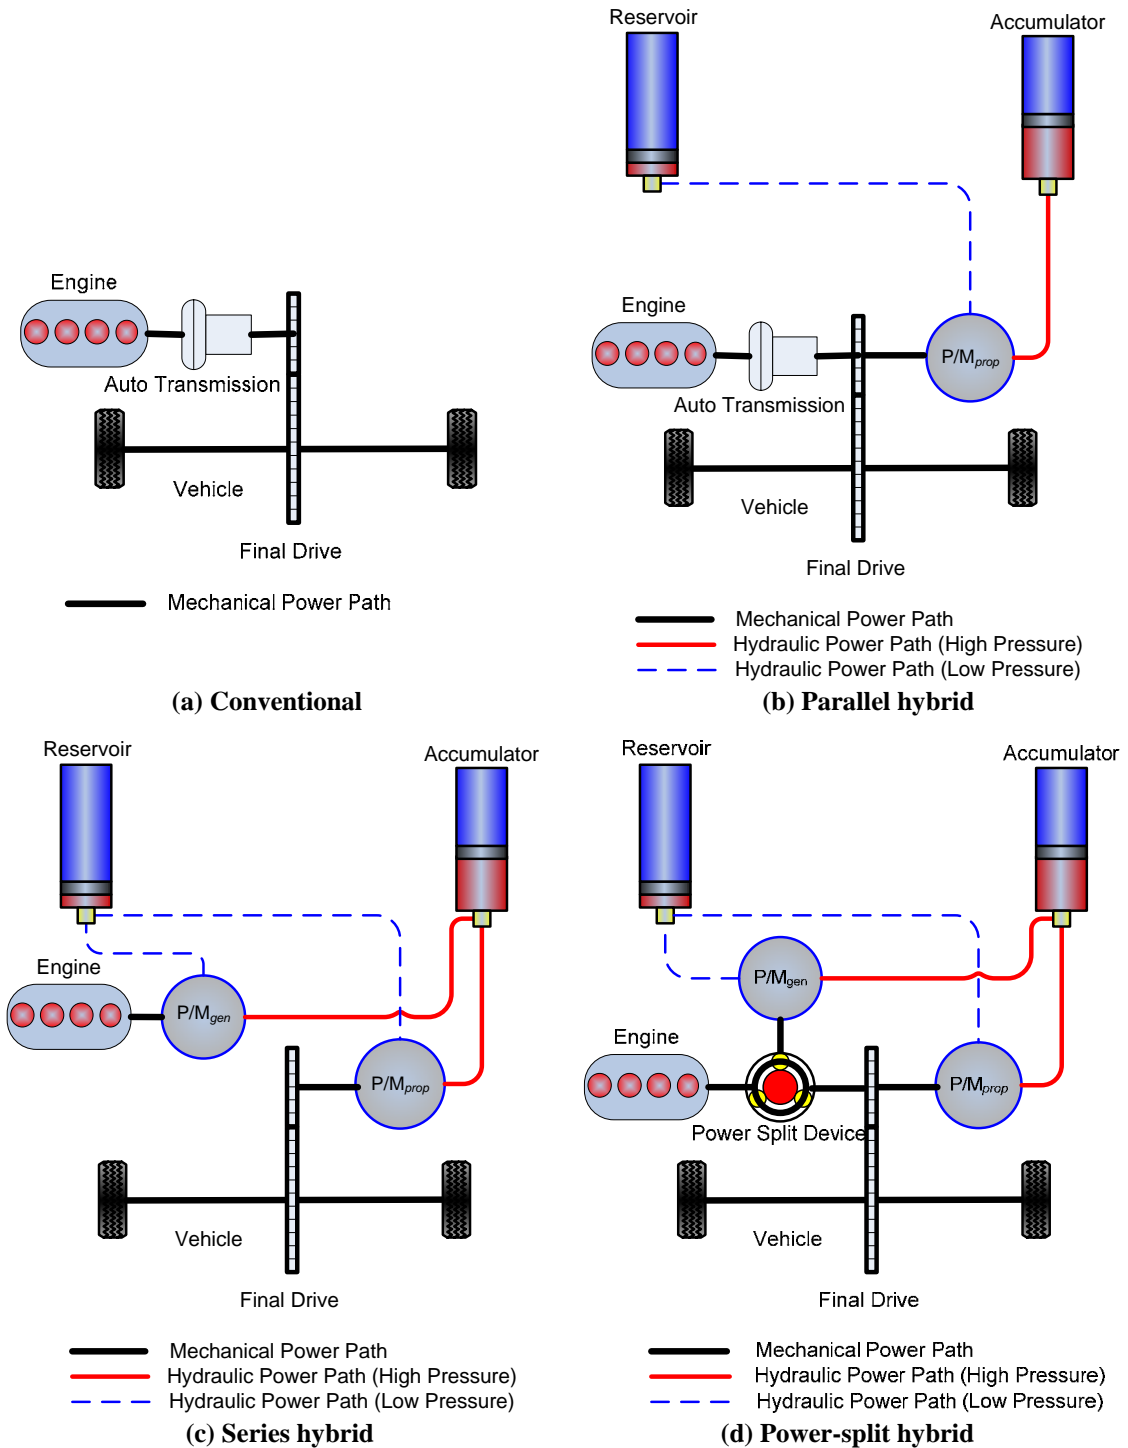 Engine
Auto Transmission
Vehicle
Final Drive
Mechanical Power Path
(a) Conventional
Reservoir
Accumulator
Engine
P/Mprop
Auto Transmission
Vehicle
Final Drive
Mechanical Power Path
Hydraulic Power Path (High Pressure)
Hydraulic Power Path (Low Pressure)
(b) Parallel hybrid
Reservoir
Accumulator
Engine
P/Mgen
P/Mprop
Vehicle
Final Drive
Mechanical Power Path
Hydraulic Power Path (High Pressure)
Hydraulic Power Path (Low Pressure)
(c) Series hybrid
Reservoir
Accumulator
P/Mgen
Engine
P/Mprop
Power Split Device
Vehicle
Final Drive
Mechanical Power Path
Hydraulic Power Path (High Pressure)
Hydraulic Power Path (Low Pressure)
(d) Power-split hybrid